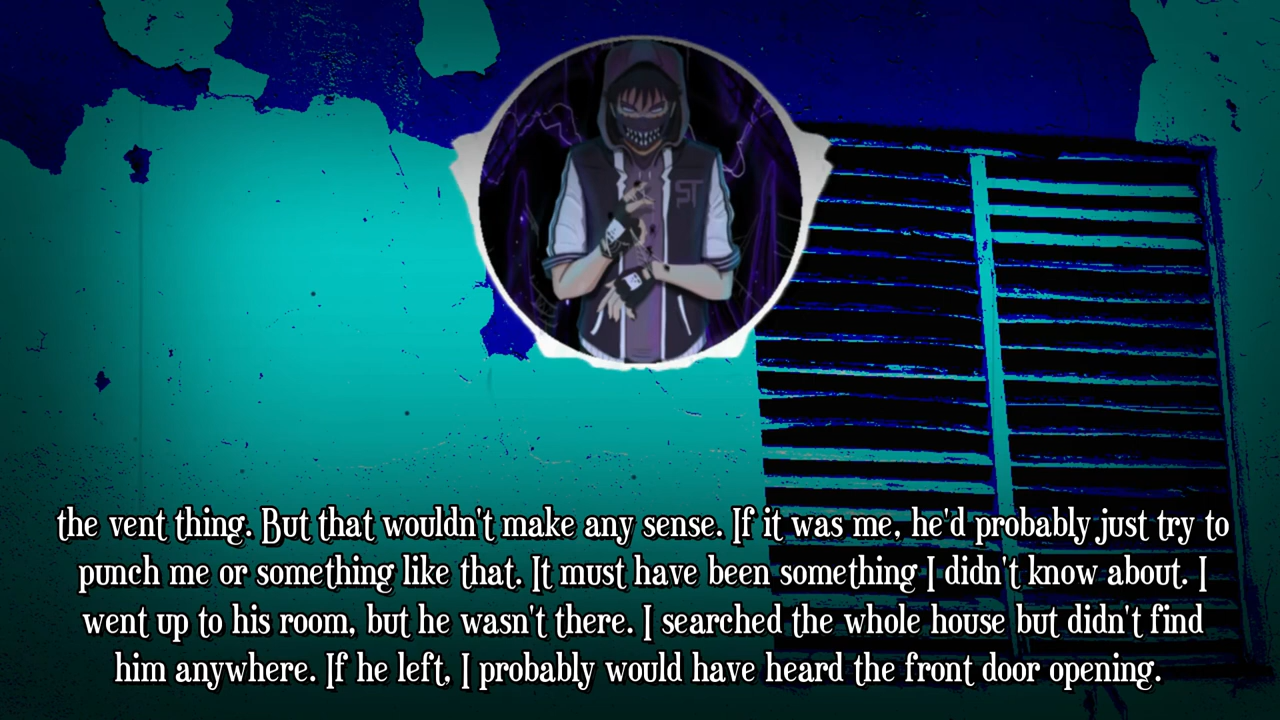 ST
the vent thing. But that wouldn't make any sense. If it was me, he'd probably just try to
punch me or something like that. It must have been something I didn't know about. I
went up to his room, but he wasn't there. I searched the whole house but didn't find
him anywhere. If he left, I probably would have heard the front door opening.